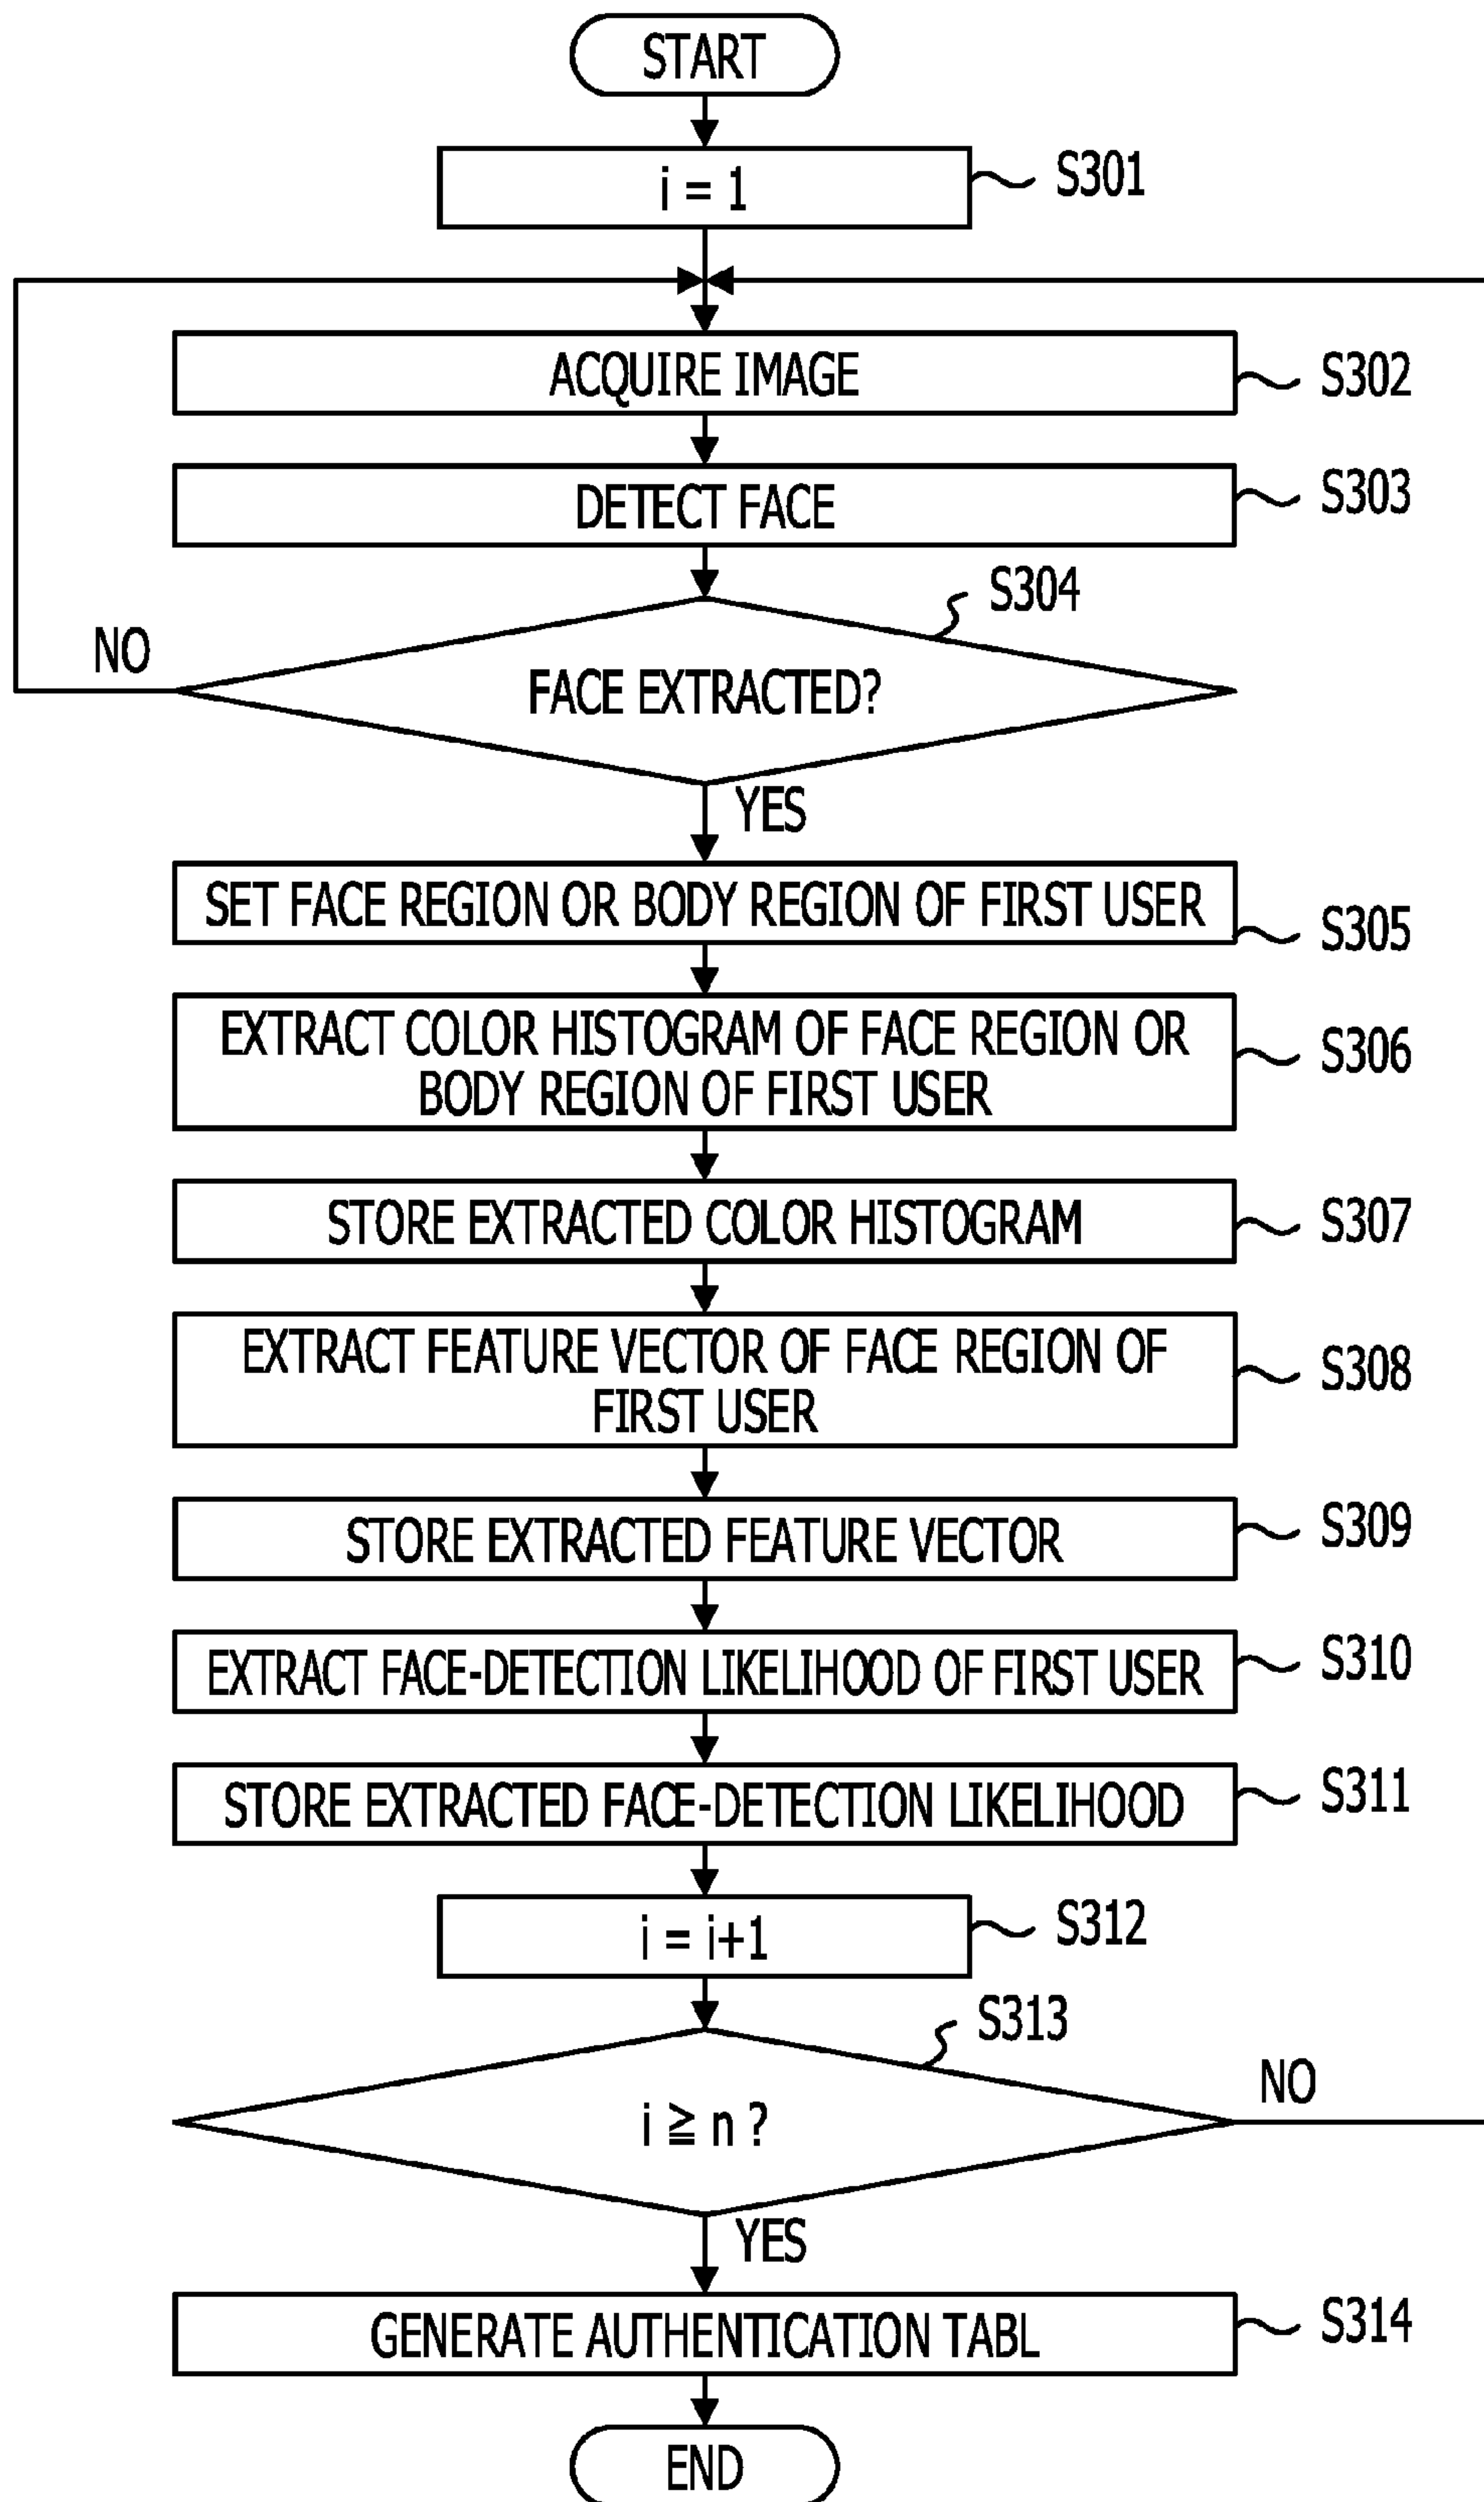 START
i = 1
S301
ACQUIRE IMAGE
S302
DETECT FACE
S303
S304
NO
FACE EXTRACTED?
YES
SET FACE REGION OR BODY REGION OF FIRST USER
S305
EXTRACT COLOR HISTOGRAM OF FACE REGION OR
BODY REGION OF FIRST USER
S306
STORE EXTRACTED COLOR HISTOGRAM
S307
EXTRACT FEATURE VECTOR OF FACE REGION OF
FIRST USER
S308
STORE EXTRACTED FEATURE VECTOR
S309
EXTRACT FACE-DETECTION LIKELIHOOD OF FIRST USER
S310
STORE EXTRACTED FACE-DETECTION LIKELIHOOD
S311
i = i+1
S312
S313
i ≧ n ?
NO
YES
GENERATE AUTHENTICATION TABL
S314
END